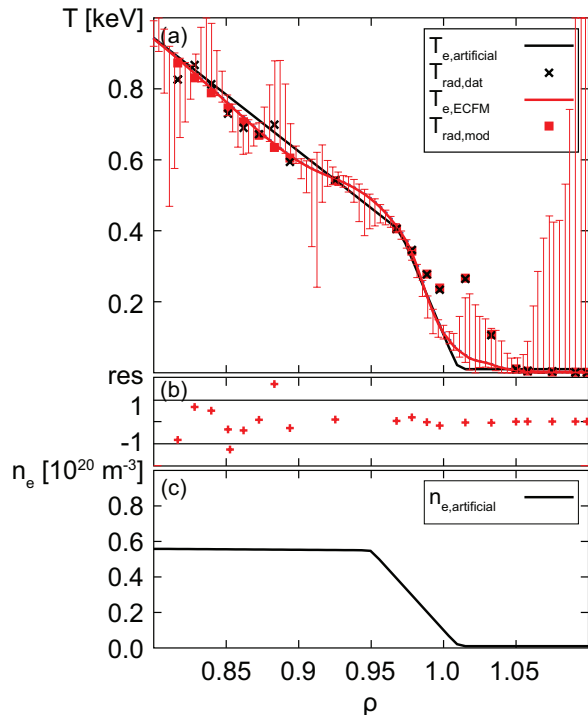 T [keV]
(a)
T_e,artificial
T_rad,dat
T_e,ECFM
T_rad,mod
0.8
0.6
0.4
0.2
res
(b)
1
-1
n_e [10^20 m^-3]
(c)
n_e,artificial
0.8
0.6
0.4
0.2
0.0
0.85 0.9 0.95 1.0 1.05
ρ